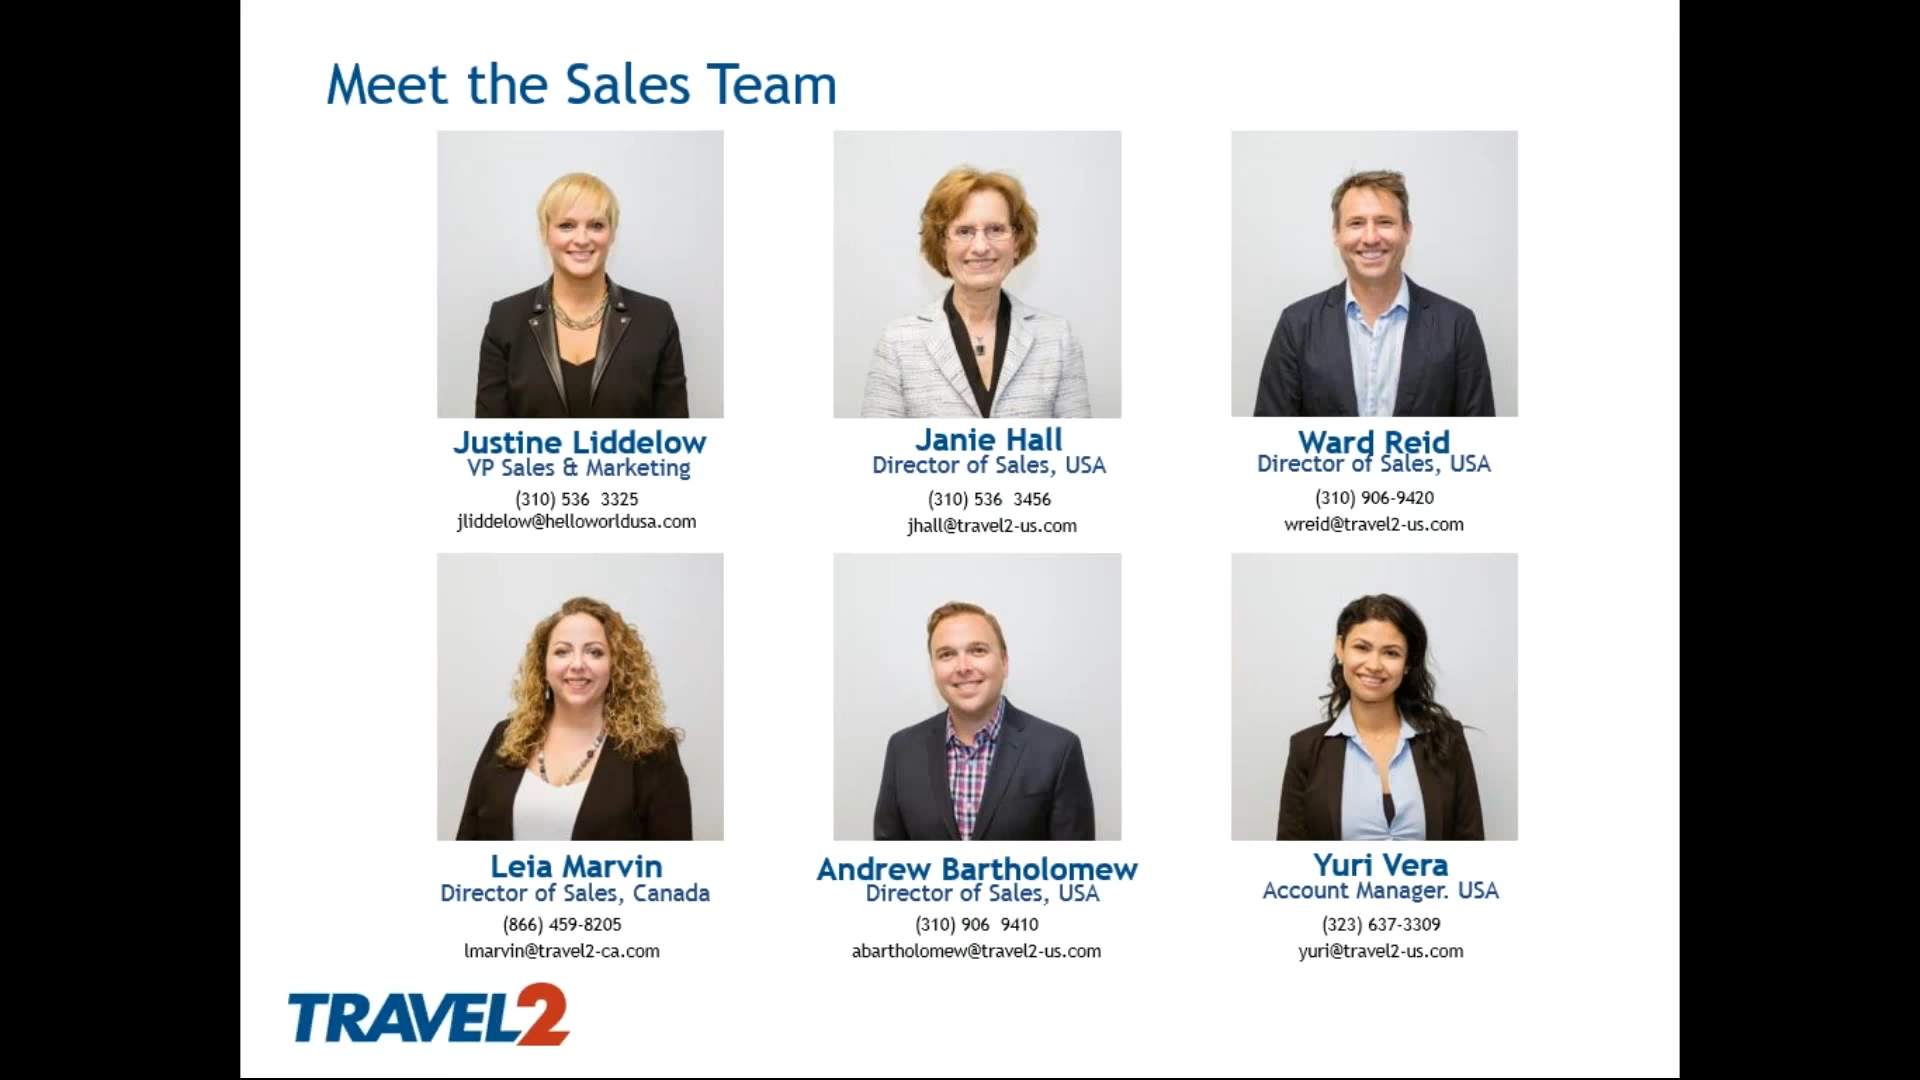 Meet the Sales Team
Justine Liddelow
VP Sales & Marketing
(310) 536 3325
jliddelow@helloworldusa.com
Janie Hall
Director of Sales, USA
(310) 536 3456
jhall@travel2-us.com
Ward Reid
Director of Sales, USA
(310) 906-9420
wreid@travel2-us.com
Leia Marvin
Director of Sales, Canada
(866) 459-8205
lmarvin@travel2-ca.com
Andrew Bartholomew
Director of Sales, USA
(310) 906 9410
abartholomew@travel2-us.com
Yuri Vera
Account Manager. USA
(323) 637-3309
yuri@travel2-us.com
TRAVEL2